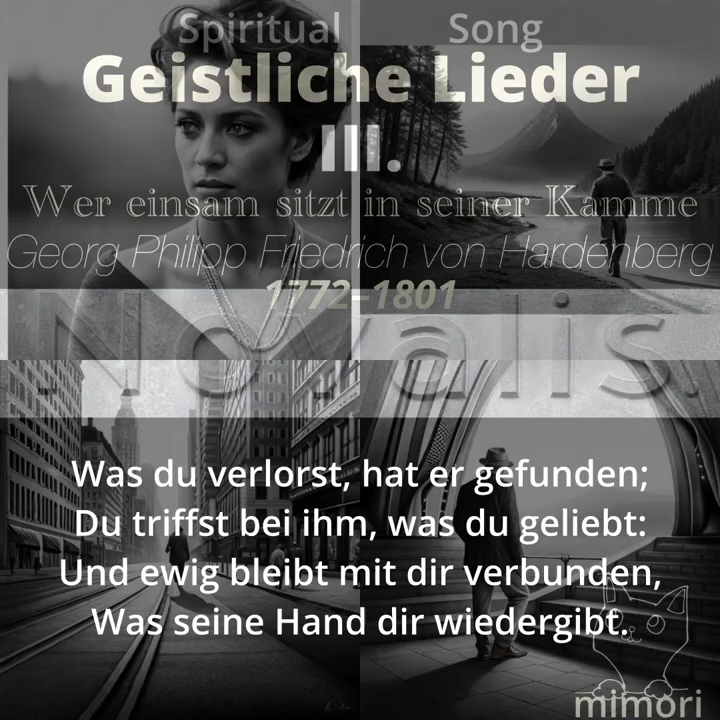 Spiritual Song
Geistliche Lieder
III.
Wer einsam sitzt in seiner Kamme
Georg Philipp Friedrich von Hardenberg
1772–1801
Novalis.
Was du verlorst, hat er gefunden;
Du triffst bei ihm, was du geliebt:
Und ewig bleibt mit dir verbunden,
Was seine Hand dir wiedergibt.
mimori